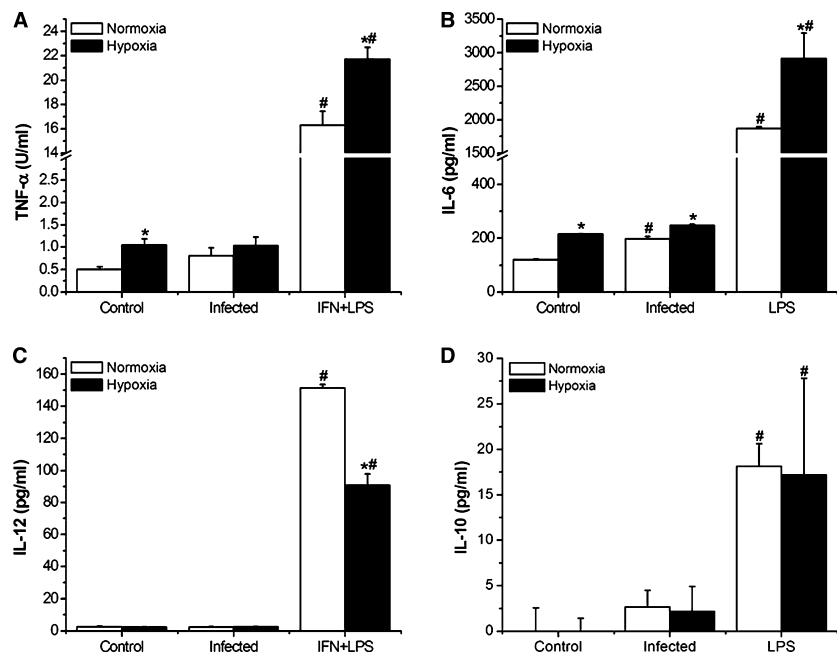 A
Normoxia
Hypoxia
TNF-α (U/ml)
24
22
20
18
16
14
2.5
2.0
1.5
1.0
0.5
0.0
*
#
*#
Control
Infected
IFN+LPS
B
Normoxia
Hypoxia
IL-6 (pg/ml)
3500
3000
2500
2000
1500
400
200
0
*
#
*
#
*#
Control
Infected
LPS
C
Normoxia
Hypoxia
IL-12 (pg/ml)
160
140
120
100
80
60
40
20
0
#
*#
Control
Infected
IFN+LPS
D
Normoxia
Hypoxia
IL-10 (pg/ml)
30
25
20
15
10
5
0
#
#
Control
Infected
LPS